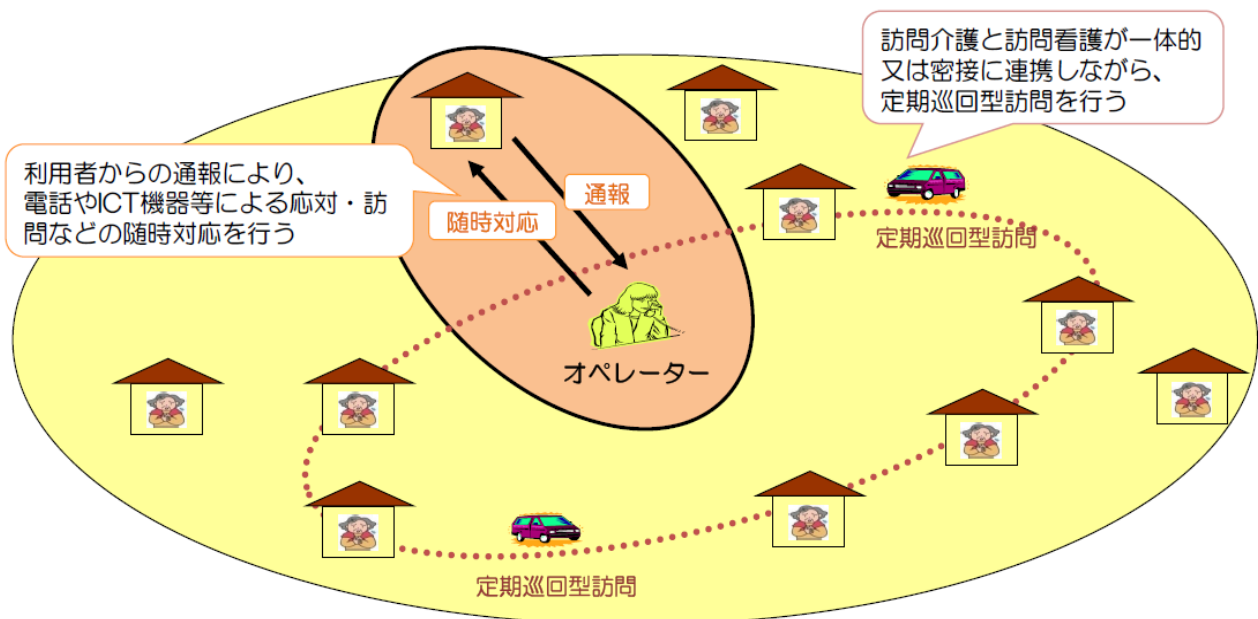 訪問介護と訪問看護が一体的
又は密接に連携しながら、
定期巡回型訪問を行う
利用者からの通報により、
電話やICT機器等による応対・訪
問などの随時対応を行う
通報
随時対応
定期巡回型訪問
オペレーター
定期巡回型訪問